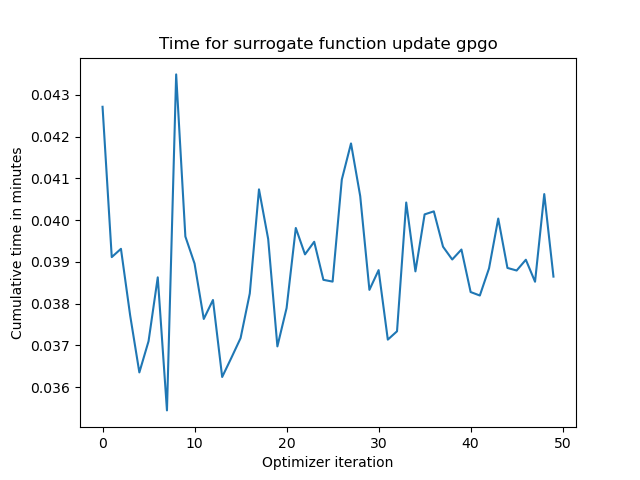 Time for surrogate function update gpgo
Cumulative time in minutes
0.043
0.042
0.041
0.040
0.039
0.038
0.037
0.036
0 10 20 30 40 50
Optimizer iteration